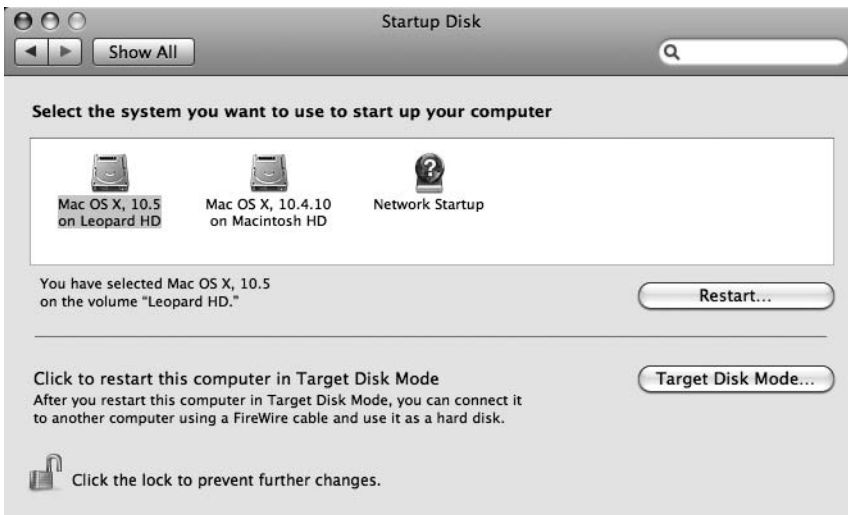 Startup Disk
Show All
Select the system you want to use to start up your computer
Mac OS X, 10.5
on Leopard HD
Mac OS X, 10.4.10
on Macintosh HD
Network Startup
You have selected Mac OS X, 10.5
on the volume “Leopard HD.”
Restart...
Click to restart this computer in Target Disk Mode
Target Disk Mode...
After you restart this computer in Target Disk Mode, you can connect it
to another computer using a FireWire cable and use it as a hard disk.
Click the lock to prevent further changes.